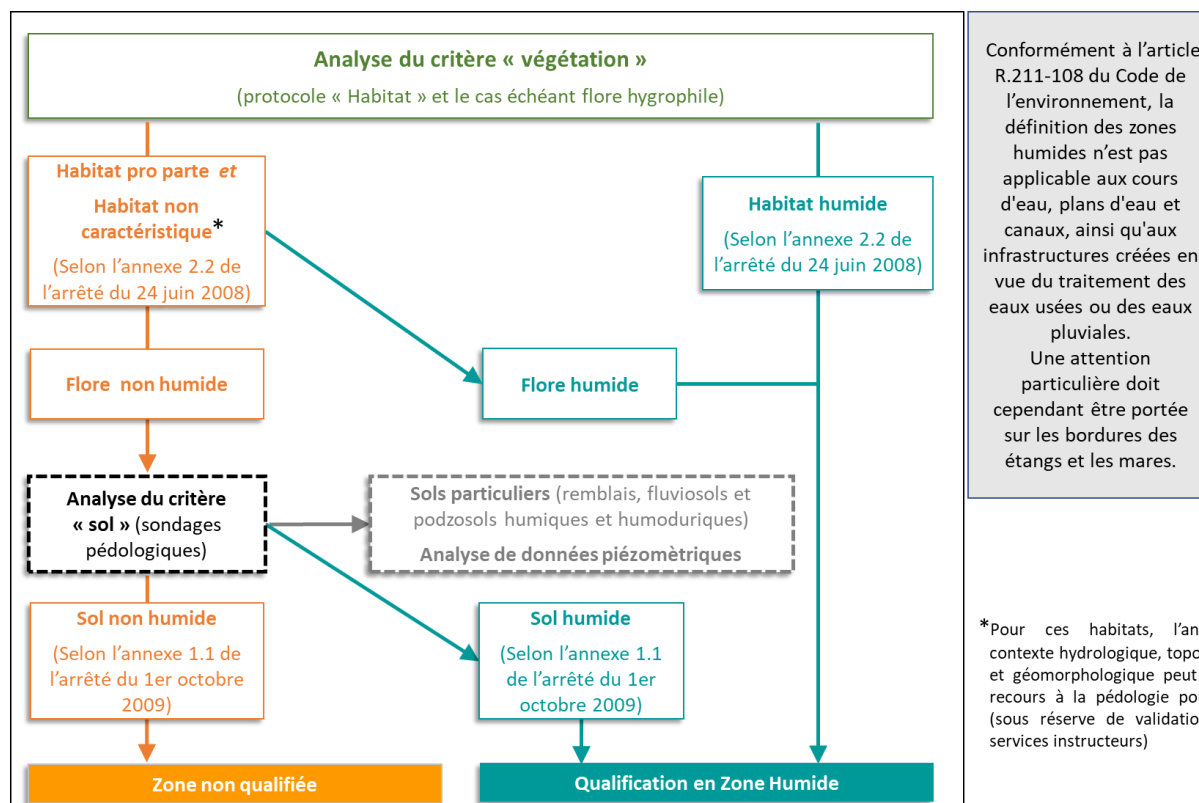 Analyse du critère « végétation »
(protocole « Habitat » et le cas échéant flore hygrophile)
Habitat pro parte et
Habitat non
caractéristique*
(Selon l'annexe 2.2 de
l'arrêté du 24 juin 2008)
Habitat humide
(Selon l'annexe 2.2 de
l'arrêté du 24 juin 2008)
Flore non humide
Flore humide
Analyse du critère
« sol » (sondages
pédologiques)
Sols particuliers (remblais, fluviosols et
podzosols humiques et humoduriques)
Analyse de données piézomètriques
Sol non humide
(Selon l'annexe 1.1 de
l'arrêté du 1er octobre
2009)
Sol humide
(Selon l'annexe 1.1
de l'arrêté du 1er
octobre 2009)
Zone non qualifiée
Qualification en Zone Humide
Conformément à l'article
R.211-108 du Code de
l'environnement, la
définition des zones
humides n'est pas
applicable aux cours
d'eau, plans d'eau et
canaux, ainsi qu'aux
infrastructures créées en
vue du traitement des
eaux usées ou des eaux
pluviales.
Une attention
particulière doit
cependant être portée
sur les bordures des
étangs et les mares.
*Pour ces habitats,
contexte hydrologique,
et géomorphologique peut
recours à la pédologie
(sous réserve de
services instructeurs)